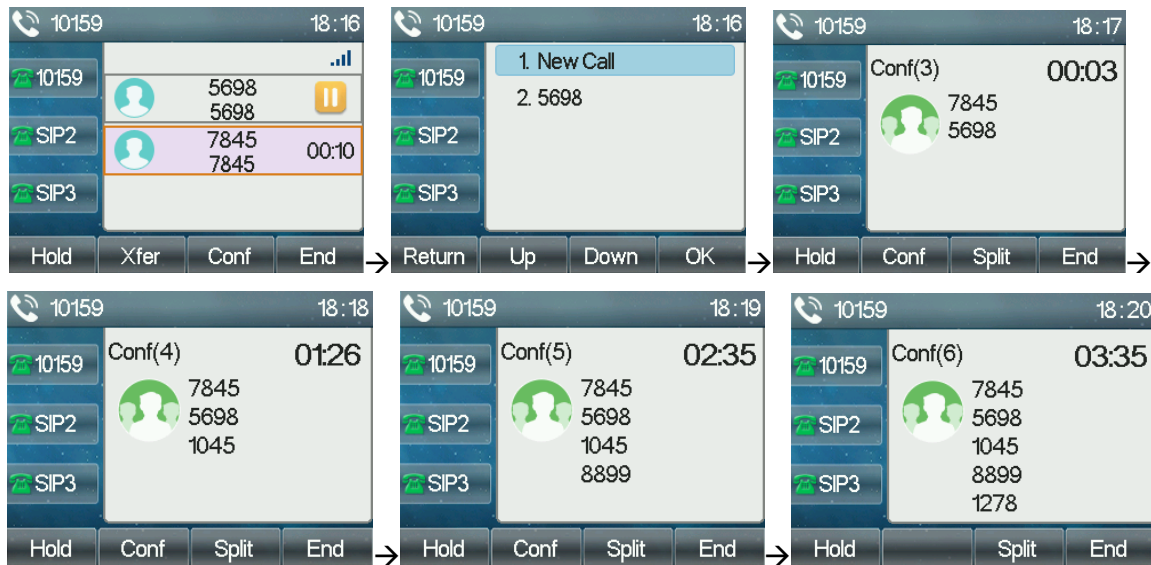 10159 18:16
10159
5698
5698
SIP2
7845 00:10
7845
SIP3
Hold Xfer Conf End →
10159 18:16
1. New Call
10159
2. 5698
SIP2
SIP3
Return Up Down OK →
10159 18:17
Conf(3) 00:03
10159
7845
5698
SIP2
SIP3
Hold Conf Split End →
10159 18:18
Conf(4) 01:26
10159
7845
5698
SIP2
1045
SIP3
Hold Conf Split End →
10159 18:19
Conf(5) 02:35
10159
7845
5698
SIP2
1045
8899
SIP3
Hold Conf Split End →
10159 18:20
Conf(6) 03:35
10159
7845
5698
SIP2
1045
8899
SIP3
1278
Hold Split End